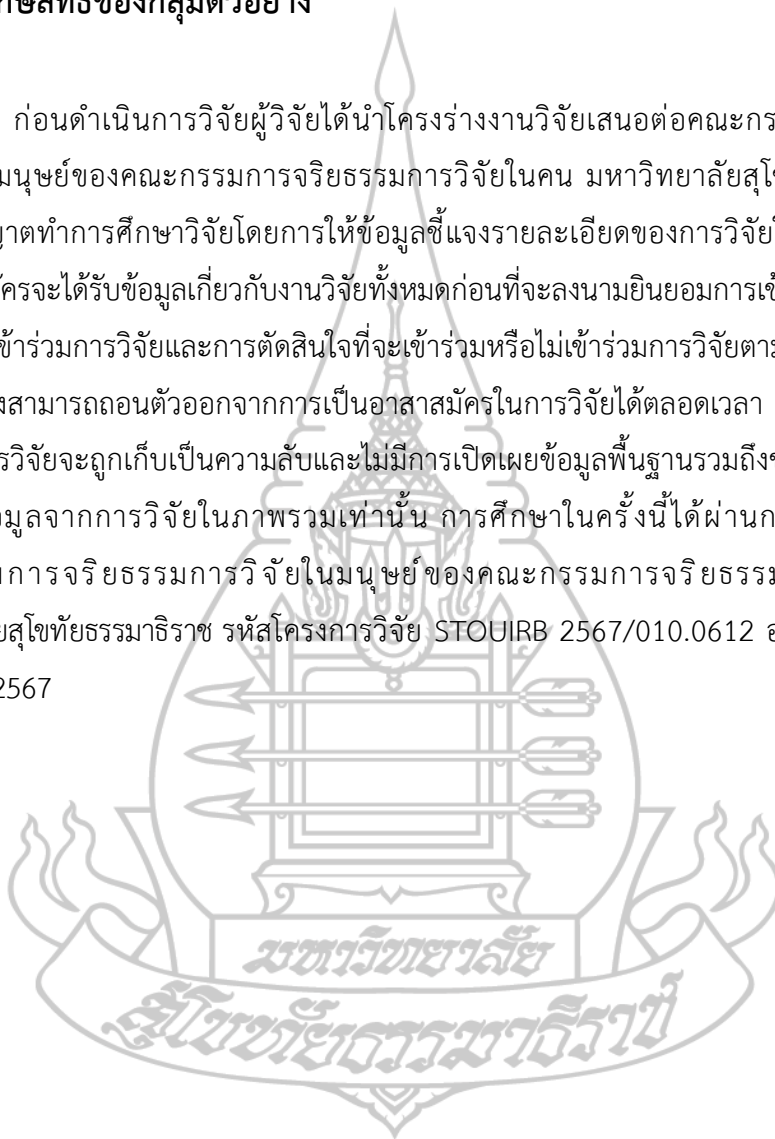 กษสิทธิ์ของกลุ่มตัวอย่าง
ก่อนดำเนินการวิจัยผู้วิจัยได้นำโครงร่างงานวิจัยเสนอต่อคณะกร
มนุษย์ของคณะกรรมการจริยธรรมการวิจัยในคน มหาวิทยาลัยสุโข
ญาตทำการศึกษาวิจัยโดยการให้ข้อมูลชี้แจงรายละเอียดของการวิจัย
ครจะได้รับข้อมูลเกี่ยวกับงานวิจัยทั้งหมดก่อนที่จะลงนามยินยอมการเข้
ข้าร่วมการวิจัยและการตัดสินใจที่จะเข้าร่วมหรือไม่เข้าร่วมการวิจัยตาม
งสามารถถอนตัวออกจากการเป็นอาสาสมัครในการวิจัยได้ตลอดเวลา
รวิจัยจะถูกเก็บเป็นความลับและไม่มีการเปิดเผยข้อมูลพื้นฐานรวมถึงข
อมูลจากการวิจัยในภาพรวมเท่านั้น การศึกษาในครั้งนี้ได้ผ่านก
มการจริยธรรมการวิจัยในมนุษย์ของคณะกรรมการจริยธรรม
ยสุโขทัยธรรมาธิราช รหัสโครงการวิจัย STOUIRB 2567/010.0612 อ
2567
มหาวิทยาลัย
สุโขทัยธรรมาธิราช